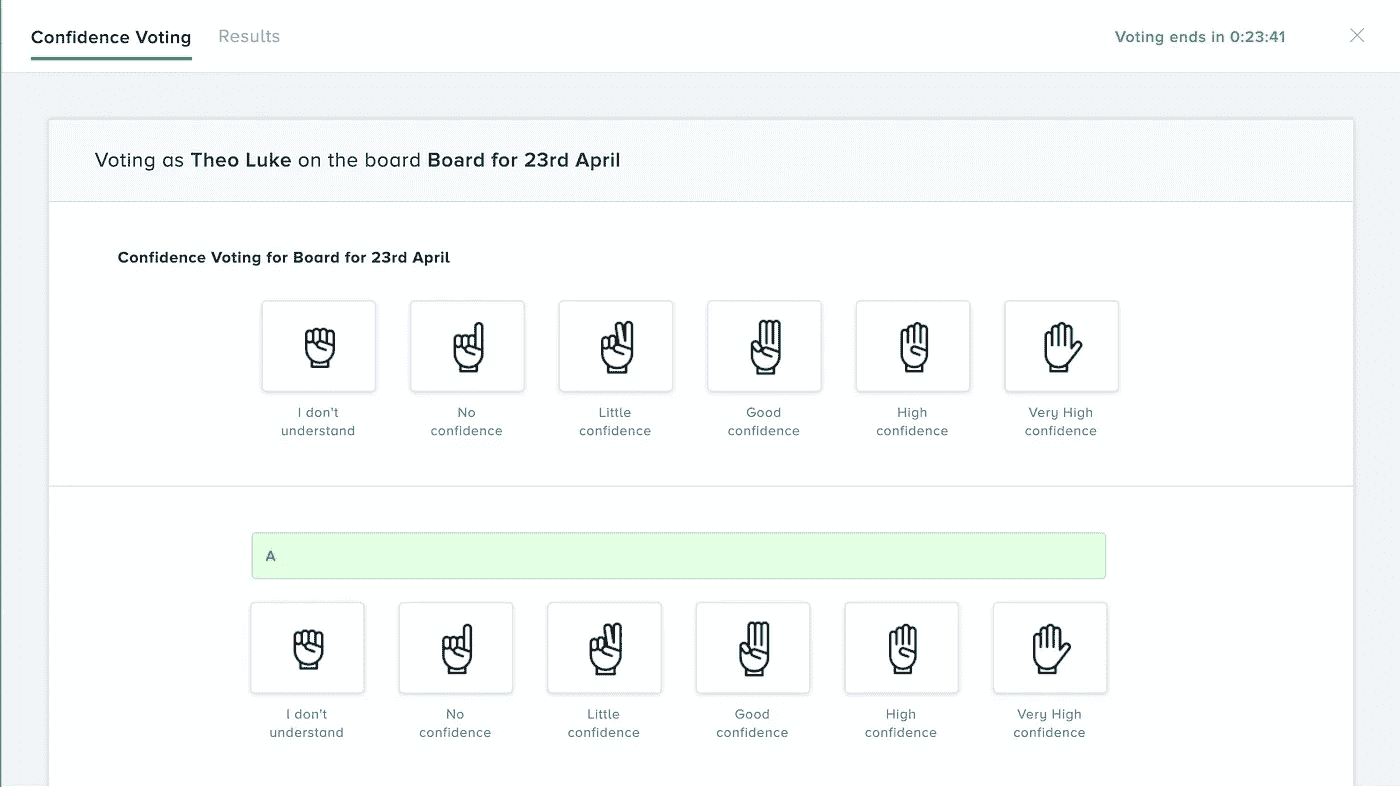 Confidence Voting
Results
Voting ends in 0:23:41
Voting as Theo Luke on the board Board for 23rd April
Confidence Voting for Board for 23rd April
I don't
understand
No
confidence
Little
confidence
Good
confidence
High
confidence
Very High
confidence
A
I don't
understand
No
confidence
Little
confidence
Good
confidence
High
confidence
Very High
confidence